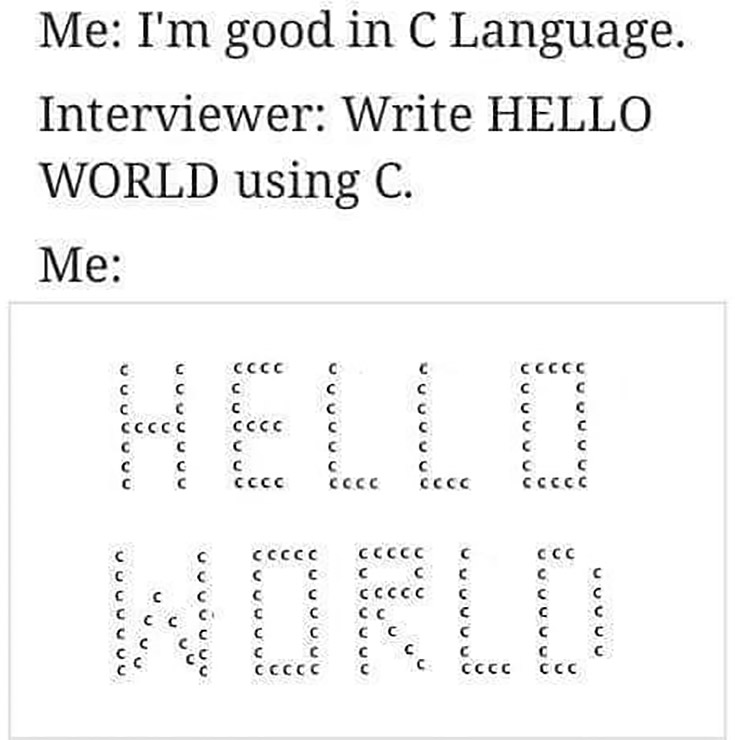 Me: I'm good in C Language.
Interviewer: Write HELLO
WORLD using C.
Me:
HELLO
WORLD